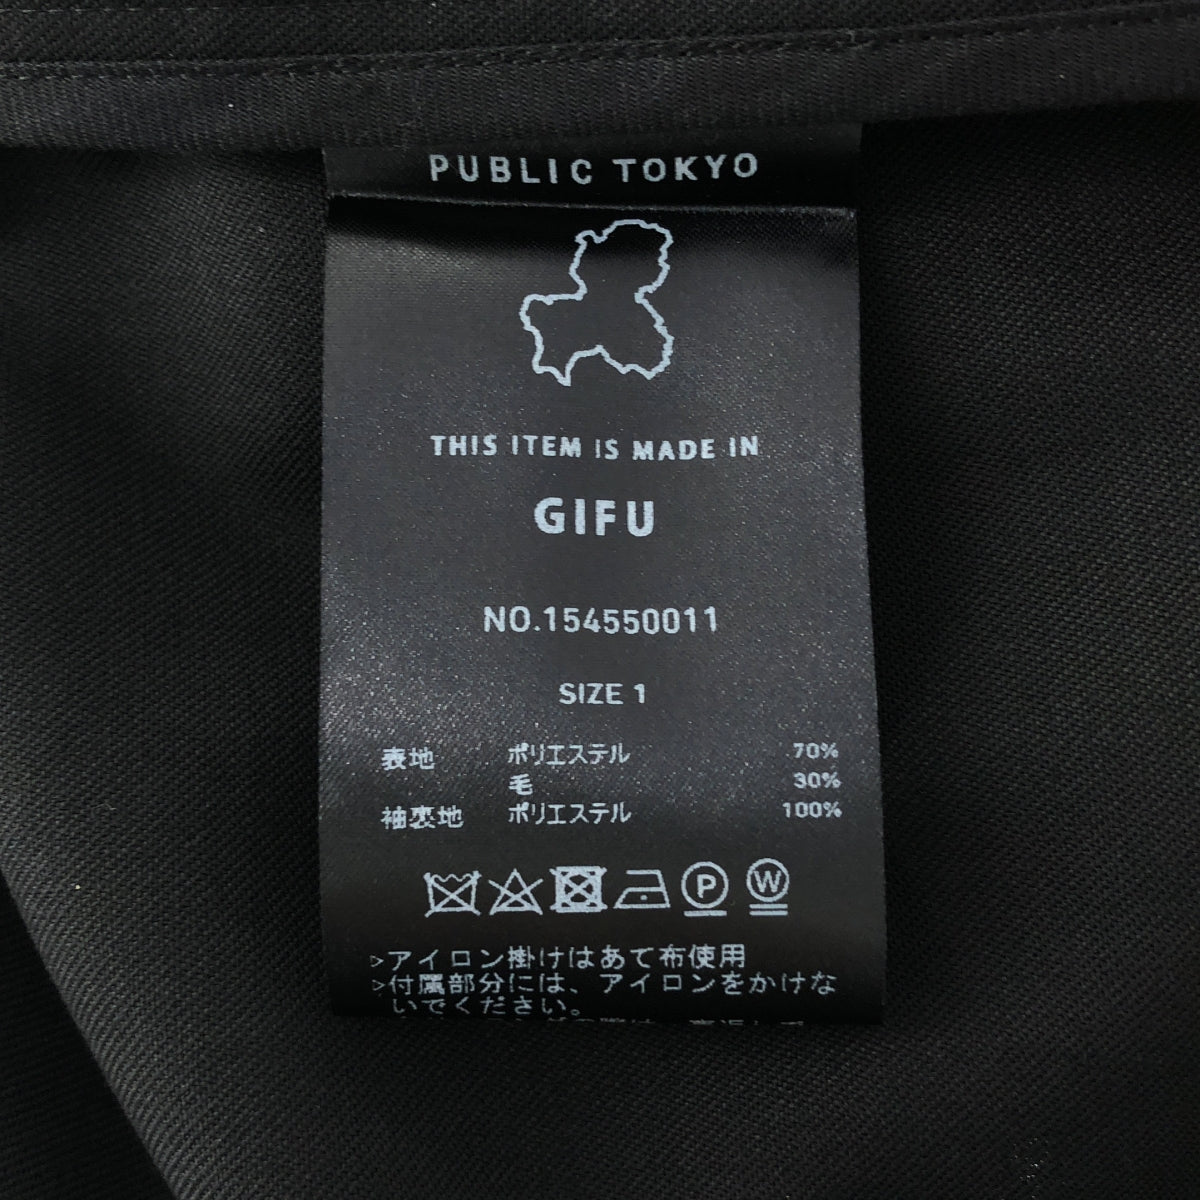 PUBLIC TOKYO
THIS ITEM IS MADE IN
GIFU
NO.154550011
SIZE 1
表地 ポリエステル 70%
毛 30%
袖裏地 ポリエステル 100%
P W
▷アイロン掛けはあて布使用
▷付属部分には、アイロンをかけな
いでください。